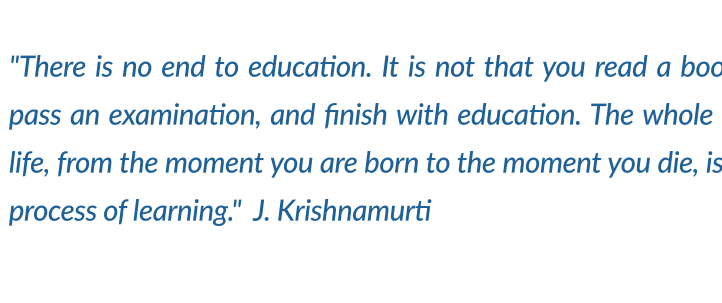 "There is no end to education. It is not that you read a boo
pass an examination, and finish with education. The whole
life, from the moment you are born to the moment you die, is
process of learning." J. Krishnamurti